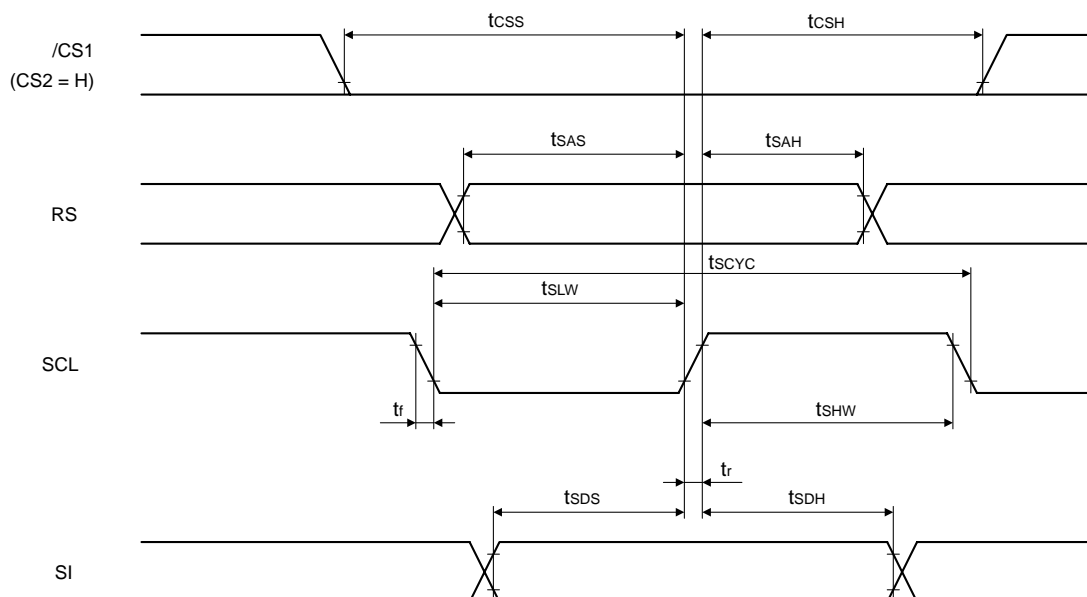 tCSS
tCSH
/CS1
(CS2 = H)
tSAS
tSAH
RS
tSCYC
tSLW
SCL
tf
tSHW
tr
tSDS
tSDH
SI